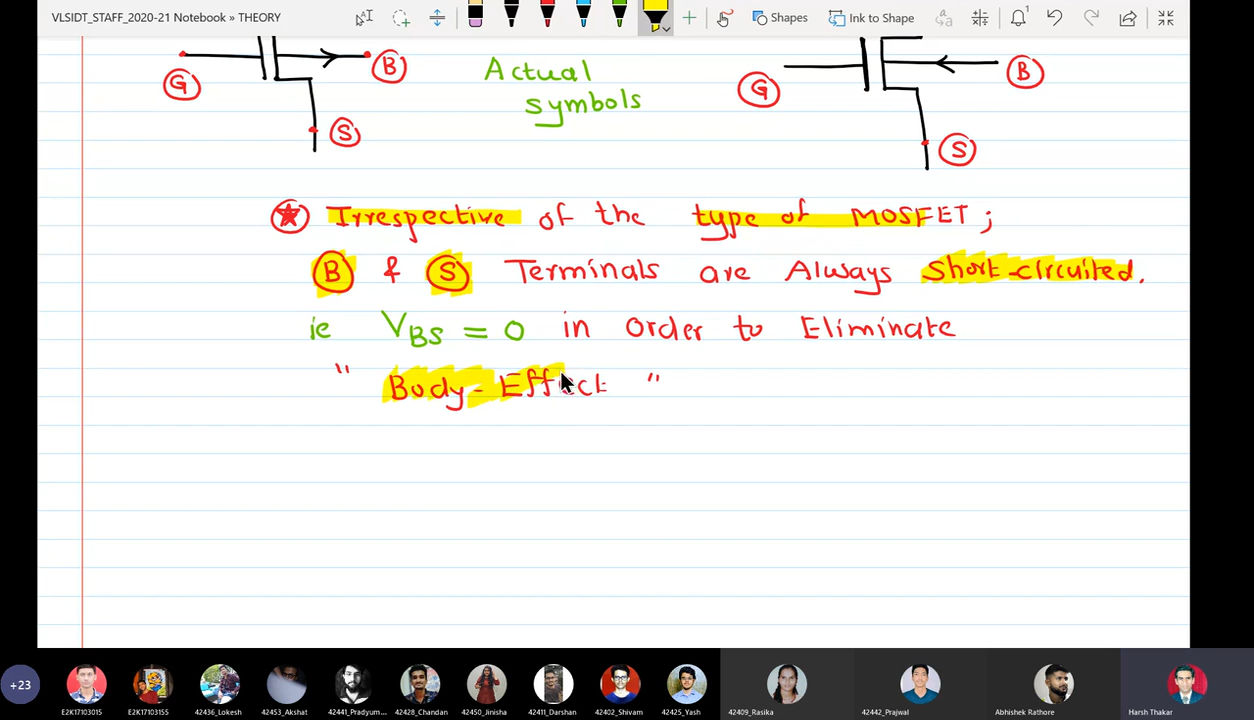 VLSIDT_STAFF_2020-21 Notebook » THEORY
Shapes
Ink to Shape
G
B
S
Actual
symbols
G
B
S
Irrespective of the type of MOSFET;
B & S Terminals are Always Short-circuited.
ie VBS = 0 in order to Eliminate
" Body-Effect "
+23
E2K17103015
E2K17103155
42436_Lokesh
42453_Akshat
42441_Pradyum...
42428_Chandan
42450_Jinisha
42411_Darshan
42402_Shivam
42425_Yash
42409_Rasika
42442_Prajwal
Abhishek Rathore
Harsh Thakar